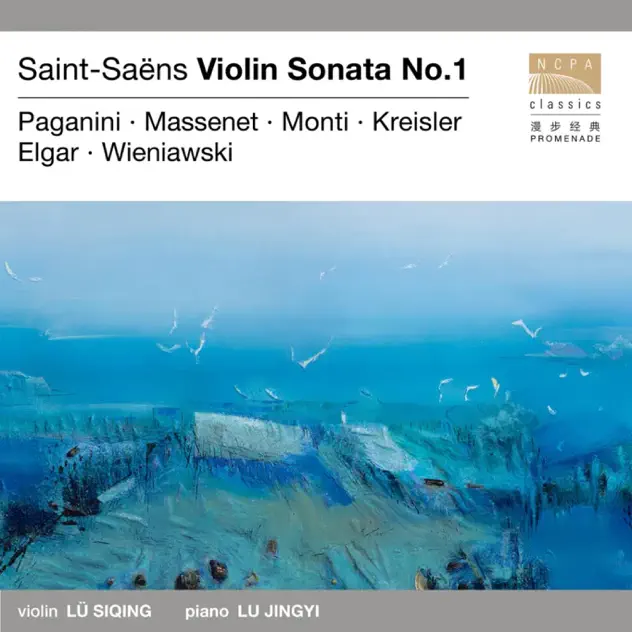 Saint-Saëns Violin Sonata No.1
Paganini · Massenet · Monti · Kreisler
Elgar · Wieniawski
NCPA
classics
漫步经典
PROMENADE
violin LÜ SIQING piano LU JINGYI